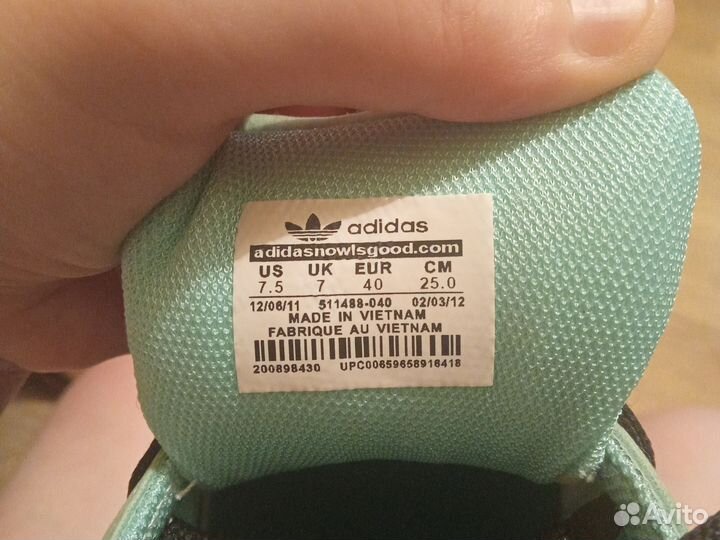 adidas
adidasnowlsgood.com
US UK EUR CM
7.5 7 40 25.0
12/06/11 511488-040 02/03/12
MADE IN VIETNAM
FABRIQUE AU VIETNAM
200898430 UPC00659658916418
Avito